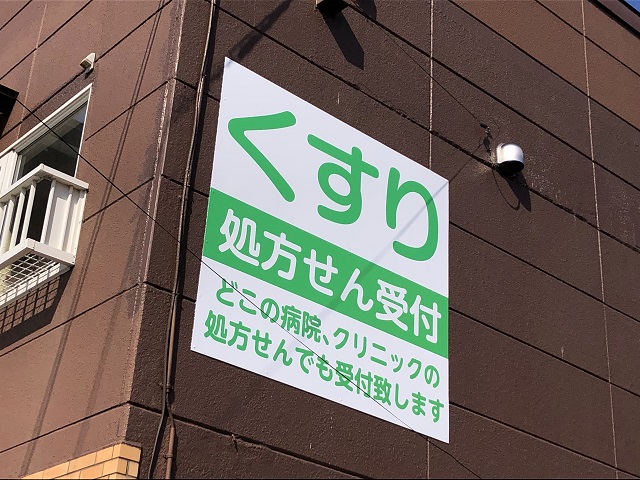 くすり
処方せん受付
どこの病院、クリニックの
処方せんでも受付致します